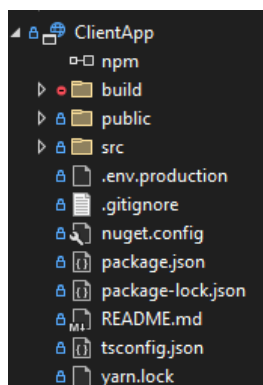 ClientApp
npm
build
public
src
.env.production
.gitignore
nuget.config
package.json
package-lock.json
README.md
tsconfig.json
yarn.lock